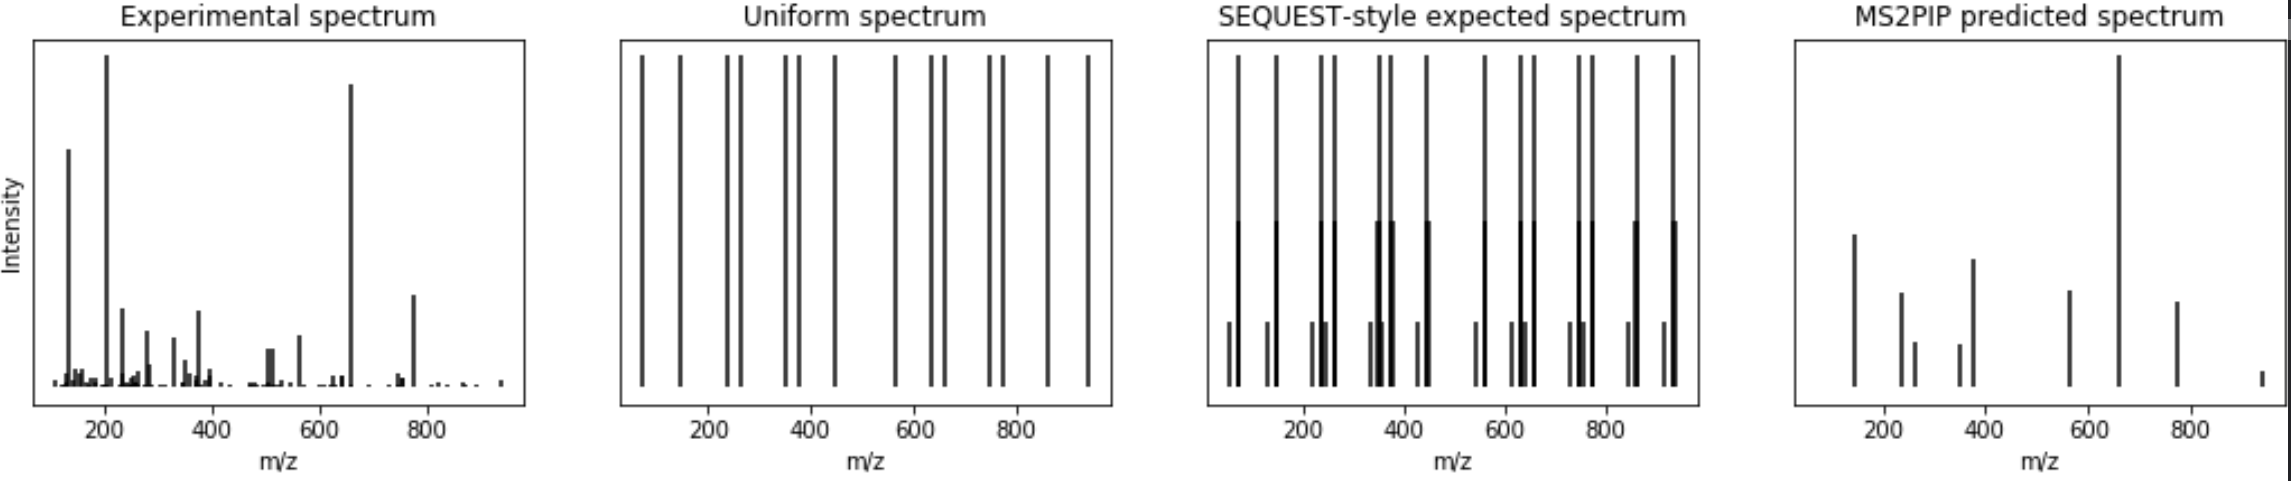 Experimental spectrum
Uniform spectrum
SEQUEST-style expected spectrum
MS2PIP predicted spectrum
Intensity
200 400 600 800
200 400 600 800
200 400 600 800
200 400 600 800
m/z
m/z
m/z
m/z